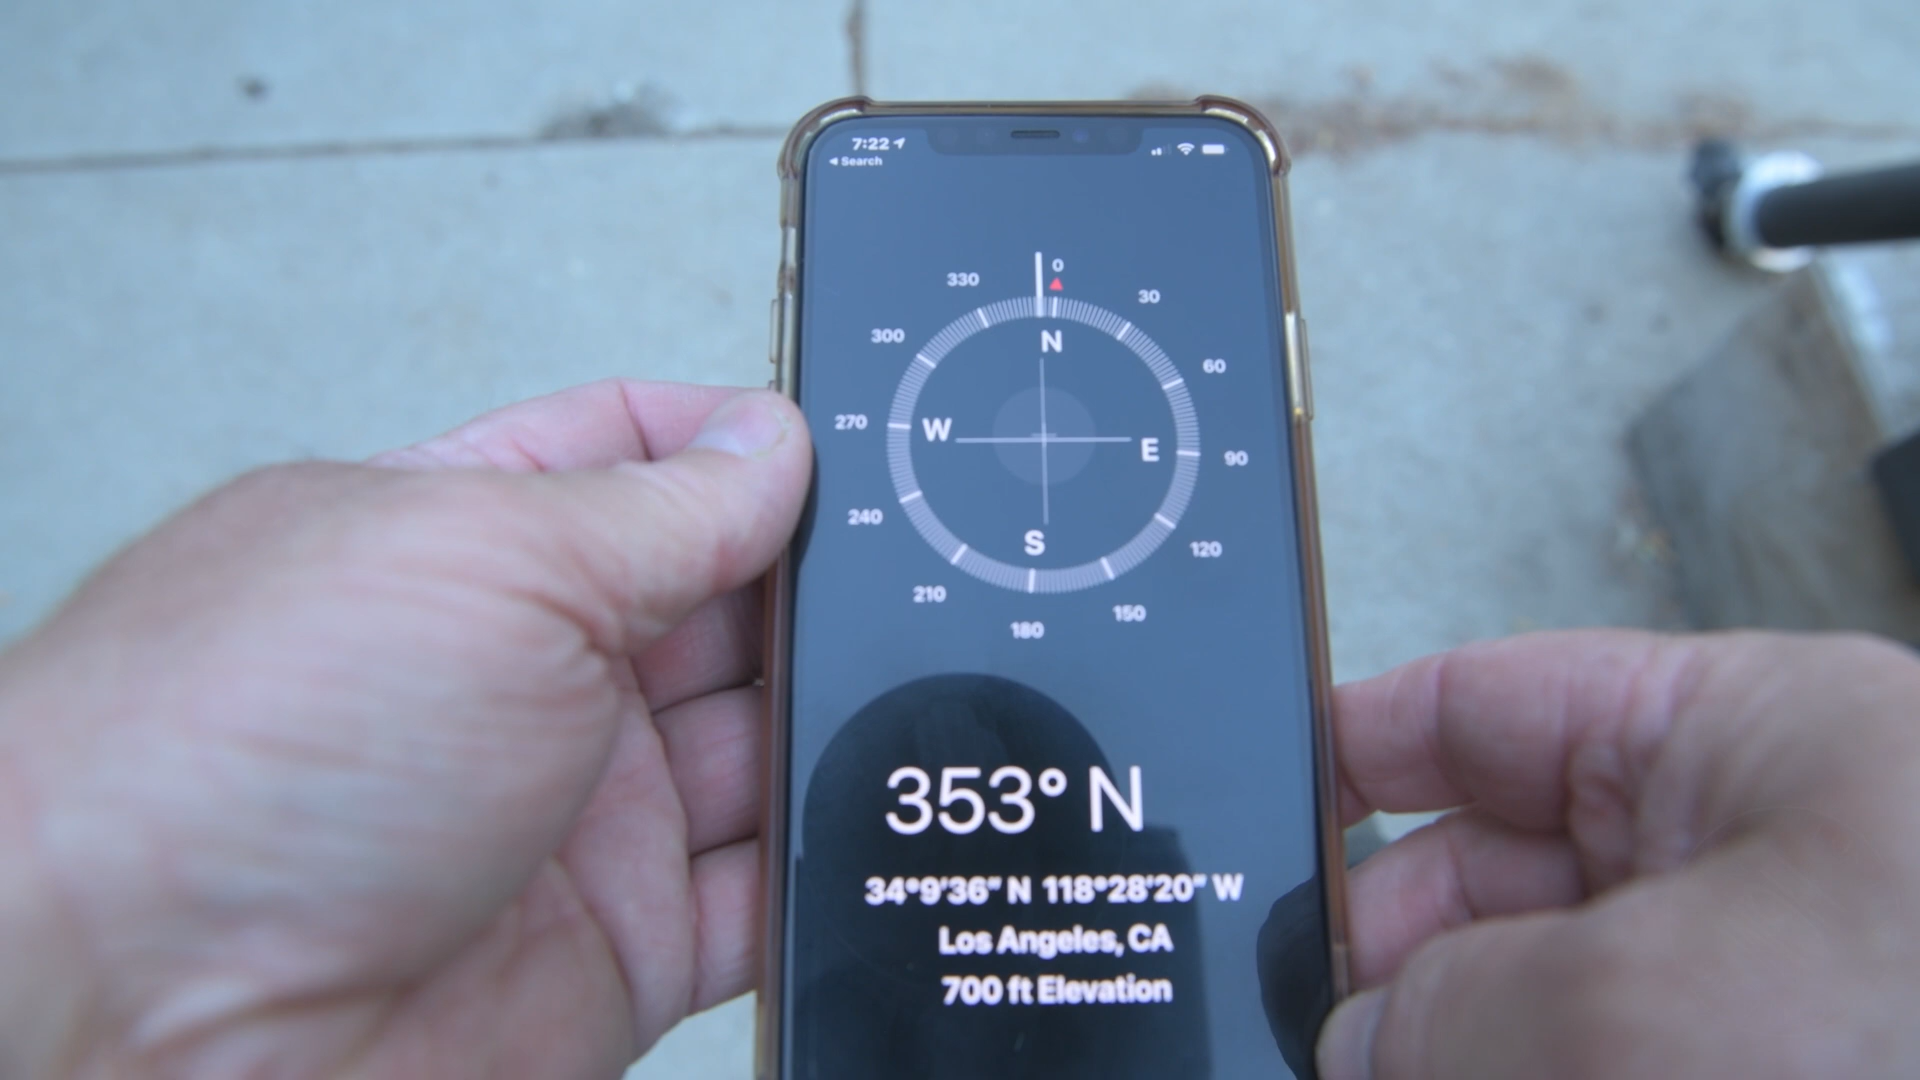 7:22
◀ Search
330 0 30
300 N 60
270 W E 90
240 S 120
210 150
180
353° N
34°9'36" N 118°28'20" W
Los Angeles, CA
700 ft Elevation